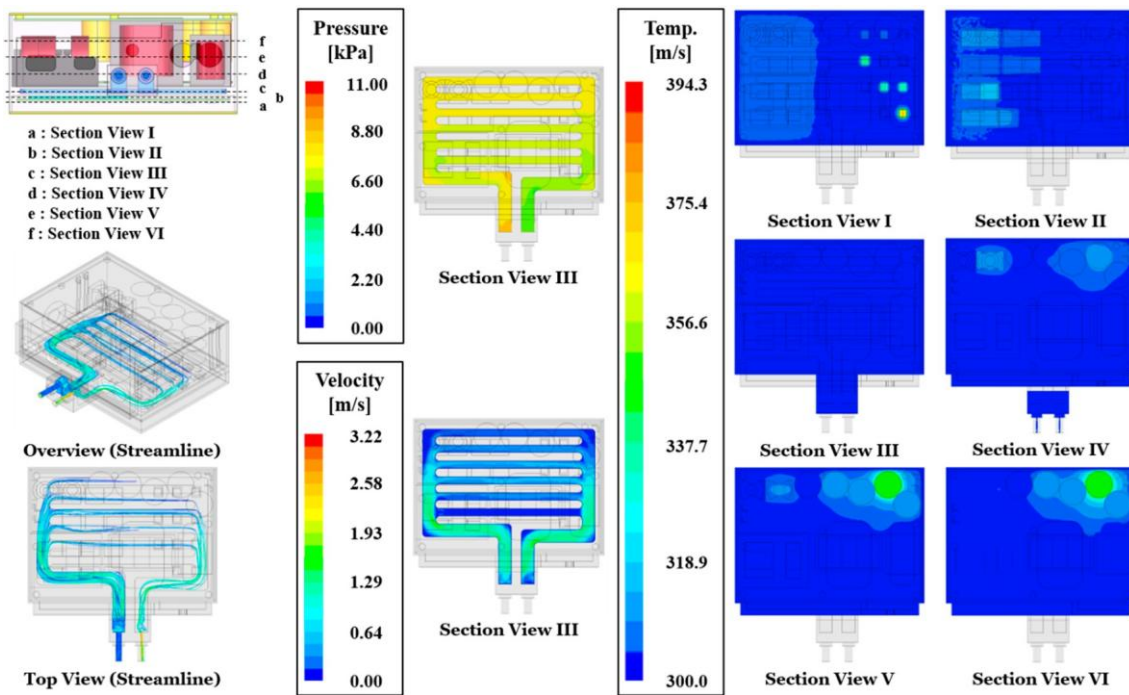 f
e
d
c
b
a
a : Section View I
b : Section View II
c : Section View III
d : Section View IV
e : Section View V
f : Section View VI
Overview (Streamline)
Top View (Streamline)
Pressure
[kPa]
11.00
8.80
6.60
4.40
2.20
0.00
Section View III
Velocity
[m/s]
3.22
2.58
1.93
1.29
0.64
0.00
Section View III
Temp.
[m/s]
394.3
375.4
356.6
337.7
318.9
300.0
Section View I
Section View II
Section View III
Section View IV
Section View V
Section View VI